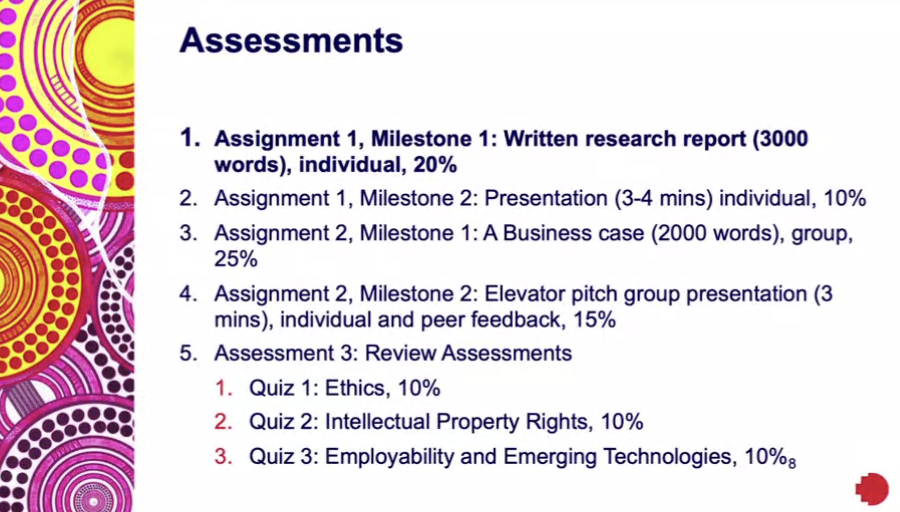 Assessments
1. Assignment 1, Milestone 1: Written research report (3000
words), individual, 20%
2. Assignment 1, Milestone 2: Presentation (3-4 mins) individual, 10%
3. Assignment 2, Milestone 1: A Business case (2000 words), group,
25%
4. Assignment 2, Milestone 2: Elevator pitch group presentation (3
mins), individual and peer feedback, 15%
5. Assessment 3: Review Assessments
1. Quiz 1: Ethics, 10%
2. Quiz 2: Intellectual Property Rights, 10%
3. Quiz 3: Employability and Emerging Technologies, 10%8